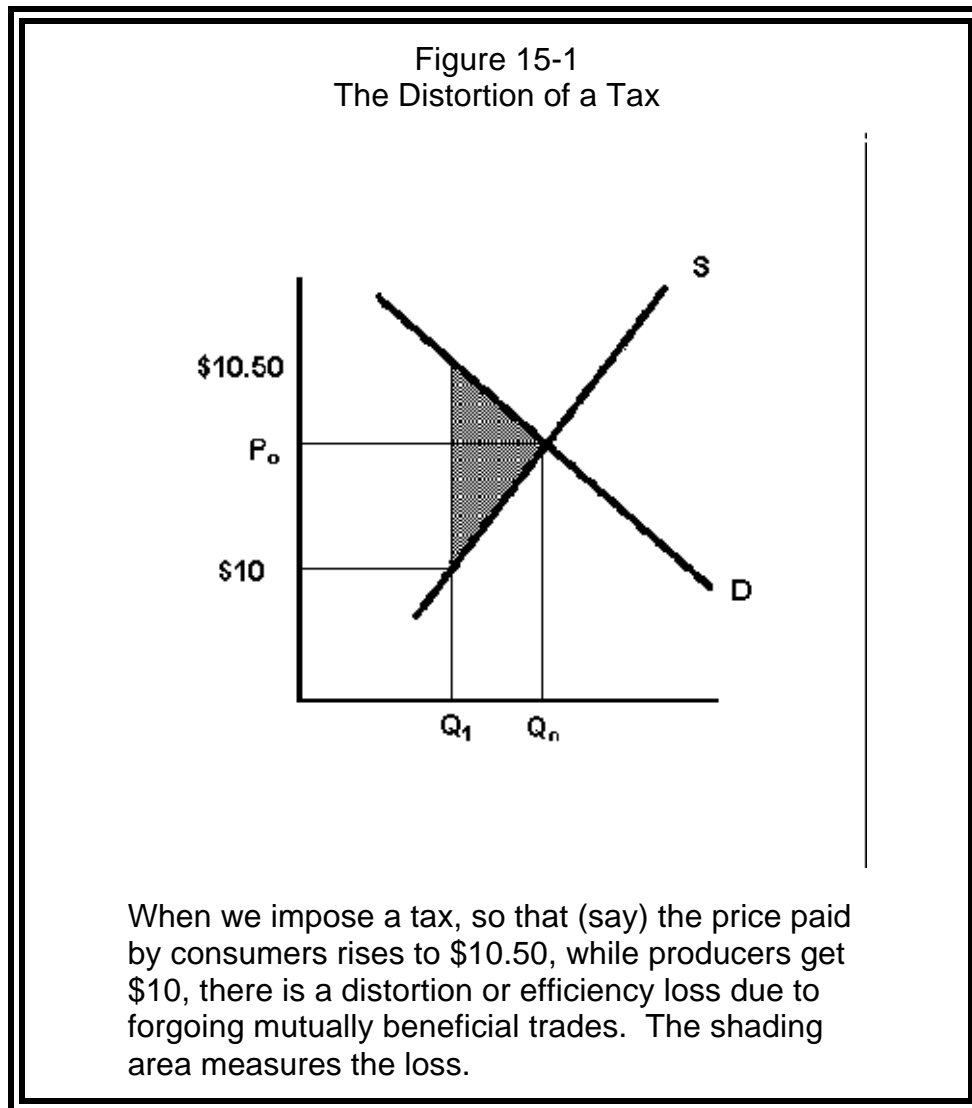 Figure 15-1
The Distortion of a Tax
S
$10.50
P₀
$10
D
Q₁ Q₀
When we impose a tax, so that (say) the price paid
by consumers rises to $10.50, while producers get
$10, there is a distortion or efficiency loss due to
forgoing mutually beneficial trades. The shading
area measures the loss.